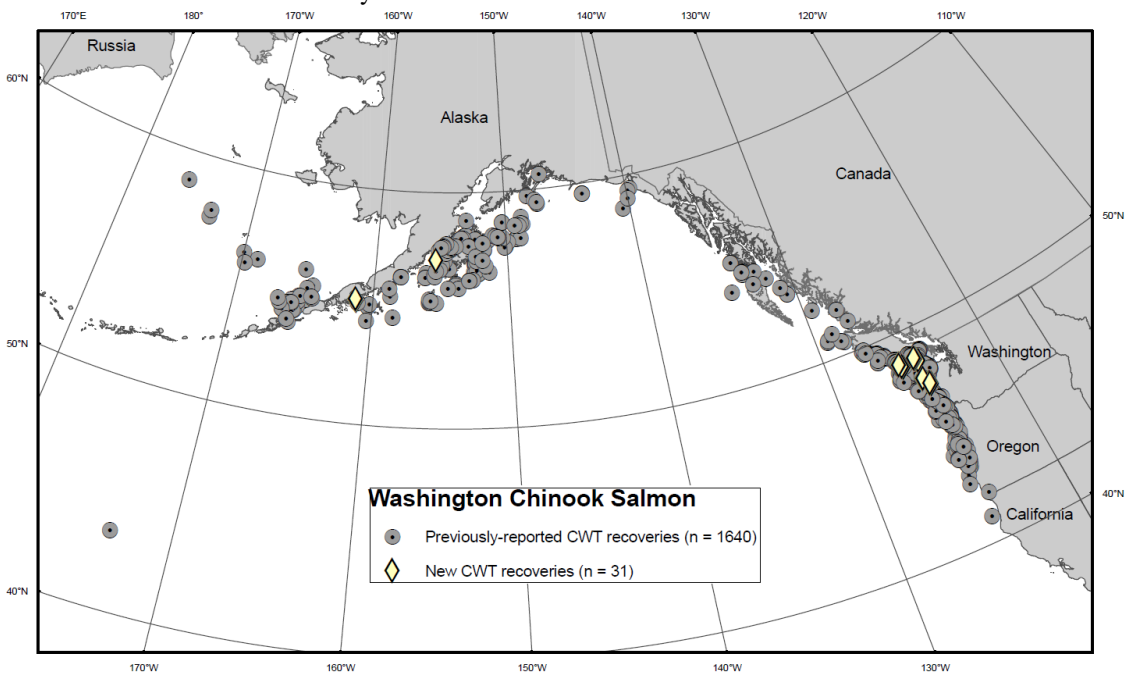 170°E 180° 170°W 160°W 150°W 140°W 130°W 120°W 110°W
Russia
60°N
Alaska
Canada
50°N
50°N
Washington
Oregon
Washington Chinook Salmon
Previously-reported CWT recoveries (n = 1640)
New CWT recoveries (n = 31)
40°N
California
40°N
170°W 160°W 150°W 140°W 130°W